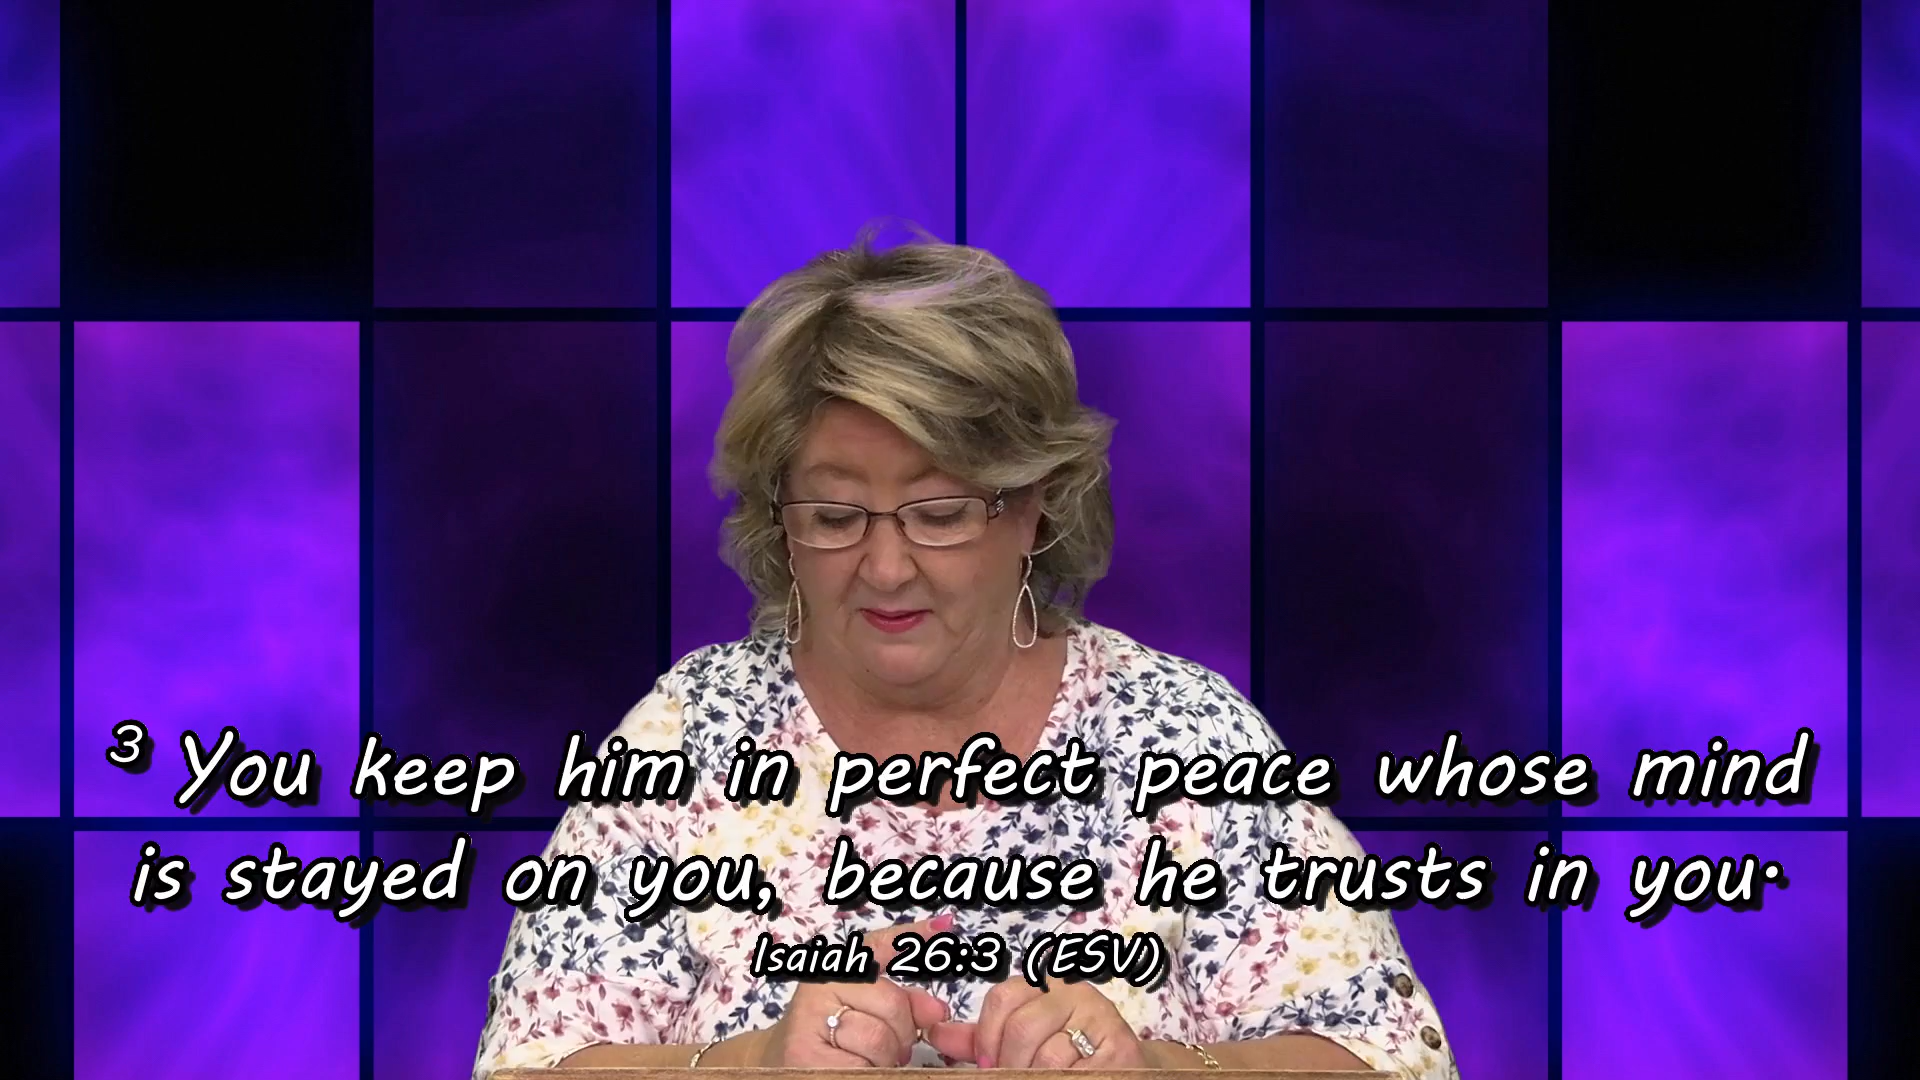 ³ You keep him in perfect peace whose mind
is stayed on you, because he trusts in you.
Isaiah 26:3 (ESV)